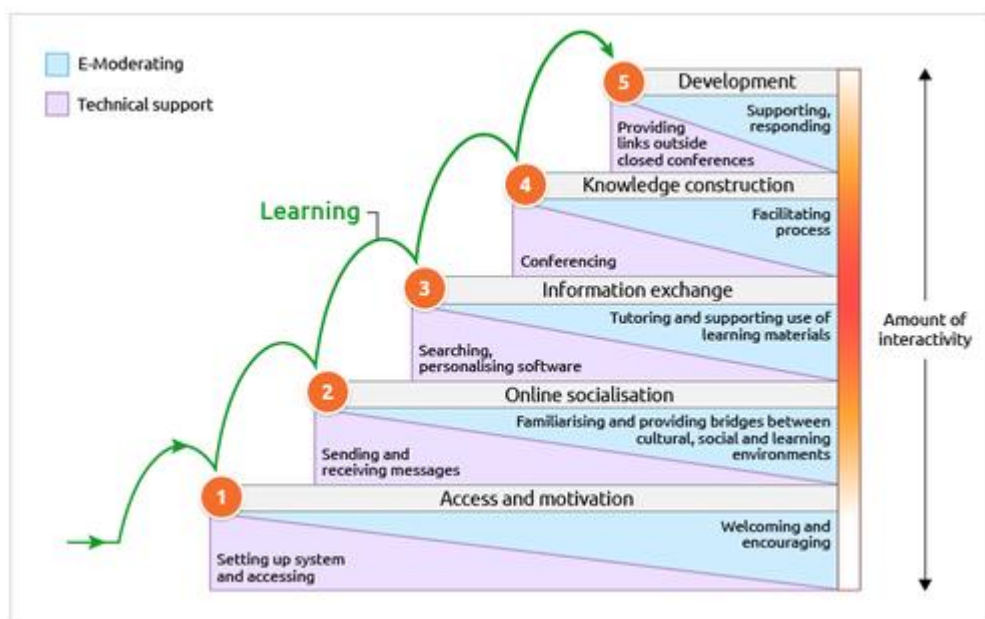 E-Moderating
Technical support
Learning
5
Development
Supporting,
responding
Providing
links outside
closed conferences
4
Knowledge construction
Facilitating
process
Conferencing
3
Information exchange
Tutoring and supporting use of
learning materials
Searching,
personalising software
2
Online socialisation
Familiarising and providing bridges between
cultural, social and learning
environments
Sending and
receiving messages
1
Access and motivation
Welcoming and
encouraging
Setting up system
and accessing
Amount of
interactivity